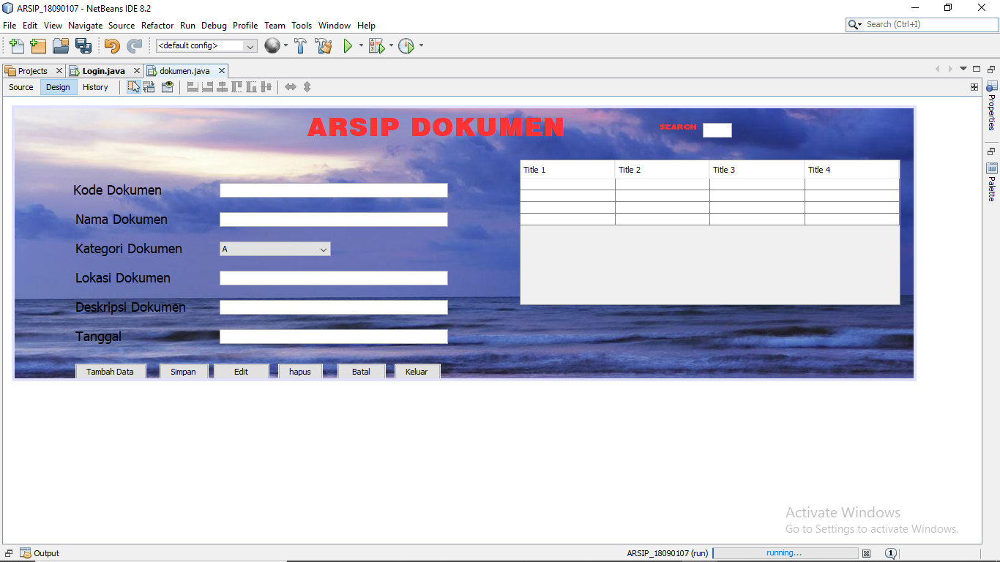 ARSIP_18090107 - NetBeans IDE 8.2
File Edit View Navigate Source Refactor Run Debug Profile Team Tools Window Help
Search (Ctrl+I)
<default config>
Projects Login.java dokumen.java
Source Design History
Properties
Palette
ARSIP DOKUMEN
SEARCH
Title 1 Title 2 Title 3 Title 4
Kode Dokumen
Nama Dokumen
Kategori Dokumen A
Lokasi Dokumen
Deskripsi Dokumen
Tanggal
Tambah Data Simpan Edit hapus Batal Keluar
Activate Windows
Go to Settings to activate Windows.
Output ARSIP_18090107 (run) running... 1